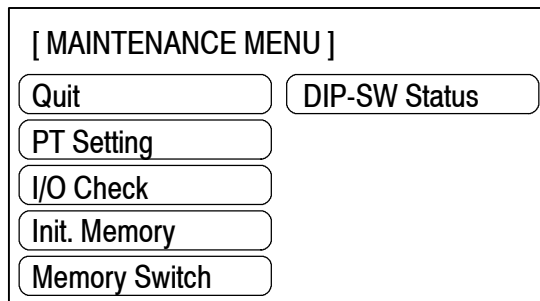 [ MAINTENANCE MENU ]
Quit DIP-SW Status
PT Setting
I/O Check
Init. Memory
Memory Switch